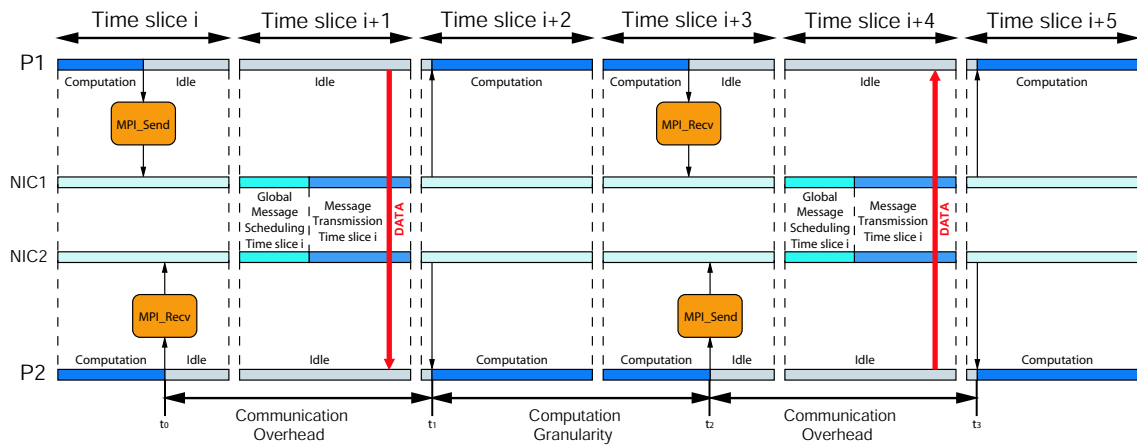 Time slice i
Time slice i+1
Time slice i+2
Time slice i+3
Time slice i+4
Time slice i+5
P1
Computation
Idle
Idle
Computation
Computation
Idle
Idle
Computation
MPI_Send
MPI_Recv
NIC1
Global
Message
Scheduling
Time slice i
Message
Transmission
Time slice i
DATA
Global
Message
Scheduling
Time slice i
Message
Transmission
Time slice i
DATA
NIC2
MPI_Recv
MPI_Send
Computation
Idle
Idle
Computation
Computation
Idle
Idle
Computation
P2
t0
Communication
Overhead
t1
Computation
Granularity
t2
Communication
Overhead
t3